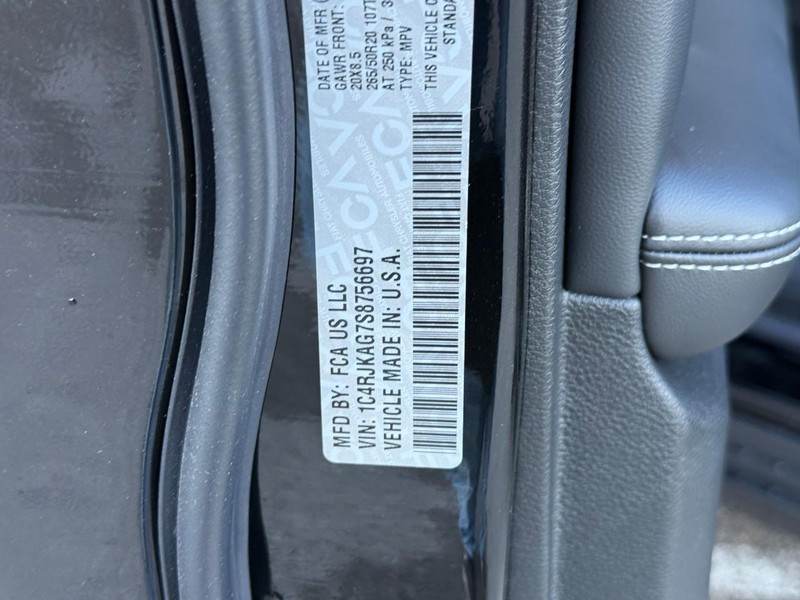 MFD BY: FCA US LLC
VIN: 1C4RJKAG7S8756697
VEHICLE MADE IN: U.S.A.
DATE OF MFR
GAWR FRONT:
20X8.5
265/50R20 107T
AT 250 kPa / 3
TYPE: MPV
THIS VEHICLE
STANDA